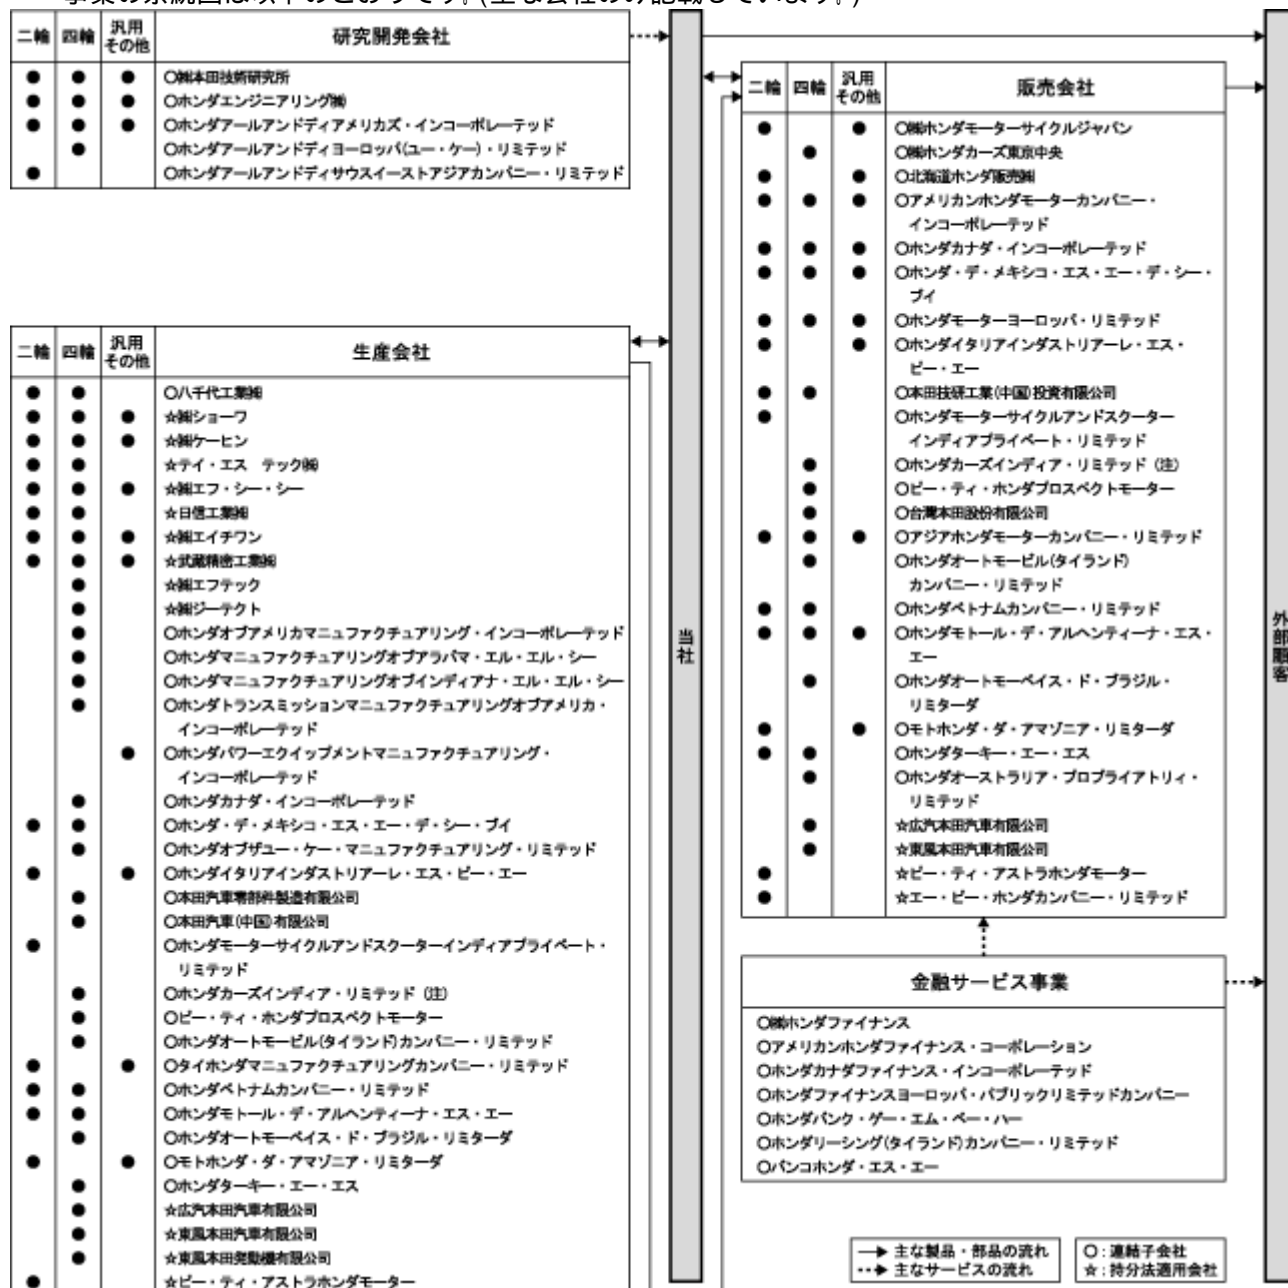 事業の系統図は以下のとおりです。(主な会社のみ記載しています。)
二輪 四輪 汎用その他 研究開発会社
● ● ● ○㈱本田技術研究所
● ● ● ○ホンダエンジニアリング㈱
● ● ● ○ホンダアールアンドディアメリカズ・インコーポレーテッド
● ○ホンダアールアンドディヨーロッパ(ユー・ケー)・リミテッド
● ○ホンダアールアンドディサウスイーストアジアカンパニー・リミテッド
二輪 四輪 汎用その他 生産会社
● ● ○八千代工業㈱
● ● ● ☆㈱ショーワ
● ● ● ☆㈱ケーヒン
● ● ☆テイ・エス テック㈱
● ● ● ☆㈱エフ・シー・シー
● ● ☆日信工業㈱
● ● ● ☆㈱エイチワン
● ● ● ☆武蔵精密工業㈱
● ☆㈱エフテック
● ☆㈱ジーテクト
● ○ホンダオブアメリカマニュファクチュアリング・インコーポレーテッド
● ○ホンダマニュファクチュアリングオブアラバマ・エル・エル・シー
● ○ホンダマニュファクチュアリングオブインディアナ・エル・エル・シー
● ○ホンダトランスミッションマニュファクチュアリングオブアメリカ・
インコーポレーテッド
● ○ホンダパワーエクイップメントマニュファクチュアリング・
インコーポレーテッド
● ○ホンダカナダ・インコーポレーテッド
● ● ○ホンダ・デ・メキシコ・エス・エー・デ・シー・ブイ
● ○ホンダオブザユー・ケー・マニュファクチュアリング・リミテッド
● ● ○ホンダイタリアインダストリアーレ・エス・ピー・エー
● ○本田汽車零部件製造有限公司
● ○本田汽車(中国)有限公司
● ○ホンダモーターサイクルアンドスクーターインディアプライベート・
リミテッド
● ○ホンダカーズインディア・リミテッド (注)
● ○ピー・ティ・ホンダプロスペクトモーター
● ○ホンダオートモービル(タイランド)カンパニー・リミテッド
● ● ○タイホンダマニュファクチュアリングカンパニー・リミテッド
● ● ○ホンダベトナムカンパニー・リミテッド
● ● ○ホンダモトール・デ・アルヘンティーナ・エス・エー
● ○ホンダオートモーベイス・ド・ブラジル・リミターダ
● ● ○モトホンダ・ダ・アマゾニア・リミターダ
● ○ホンダターキー・エー・エス
● ☆広汽本田汽車有限公司
● ☆東風本田汽車有限公司
● ☆東風本田発動機有限公司
● ☆ピー・ティ・アストラホンダモーター
当社
二輪 四輪 汎用その他 販売会社
● ● ○㈱ホンダモーターサイクルジャパン
● ○㈱ホンダカーズ東京中央
● ● ○北海道ホンダ販売㈱
● ● ● ○アメリカンホンダモーターカンパニー・
インコーポレーテッド
● ● ● ○ホンダカナダ・インコーポレーテッド
● ● ● ○ホンダ・デ・メキシコ・エス・エー・デ・シー・
ブイ
● ● ● ○ホンダモーターヨーロッパ・リミテッド
● ● ○ホンダイタリアインダストリアーレ・エス・
ピー・エー
● ● ○本田技研工業(中国)投資有限公司
● ○ホンダモーターサイクルアンドスクーター
インディアプライベート・リミテッド
● ○ホンダカーズインディア・リミテッド (注)
● ○ピー・ティ・ホンダプロスペクトモーター
● ○台灣本田股份有限公司
● ● ● ○アジアホンダモーターカンパニー・リミテッド
● ○ホンダオートモービル(タイランド)
カンパニー・リミテッド
● ● ○ホンダベトナムカンパニー・リミテッド
● ● ● ○ホンダモトール・デ・アルヘンティーナ・エス・
エー
● ○ホンダオートモーベイス・ド・ブラジル・
リミターダ
● ● ○モトホンダ・ダ・アマゾニア・リミターダ
● ● ○ホンダターキー・エー・エス
● ○ホンダオーストラリア・プロプライアトリィ・
リミテッド
● ☆広汽本田汽車有限公司
● ☆東風本田汽車有限公司
● ☆ピー・ティ・アストラホンダモーター
● ☆エー・ピー・ホンダカンパニー・リミテッド
金融サービス事業
○㈱ホンダファイナンス
○アメリカンホンダファイナンス・コーポレーション
○ホンダカナダファイナンス・インコーポレーテッド
○ホンダファイナンスヨーロッパ・パブリックリミテッドカンパニー
○ホンダバンク・ゲー・エム・ベー・ハー
○ホンダリーシング(タイランド)カンパニー・リミテッド
○バンコホンダ・エス・エー
外部顧客
主な製品・部品の流れ
主なサービスの流れ
○:連結子会社
☆:持分法適用会社